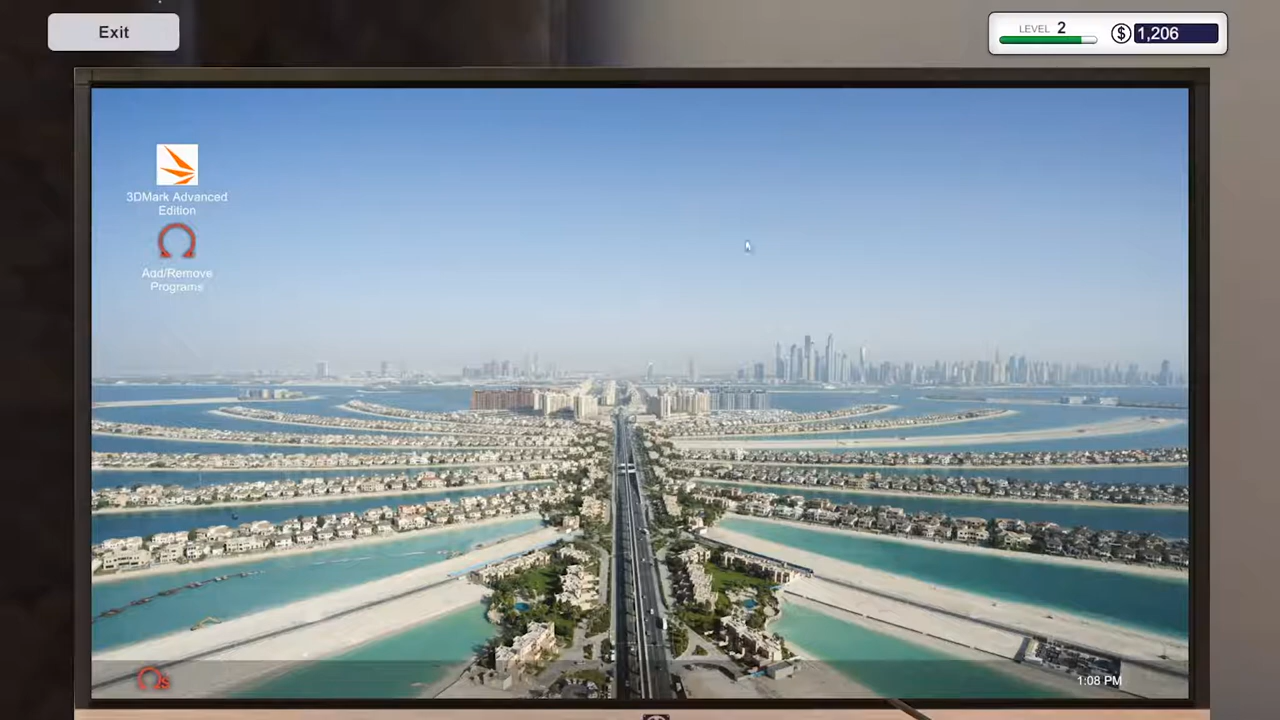 Exit
LEVEL 2
$ 1,206
3DMark Advanced
Edition
Add/Remove
Programs
1:08 PM